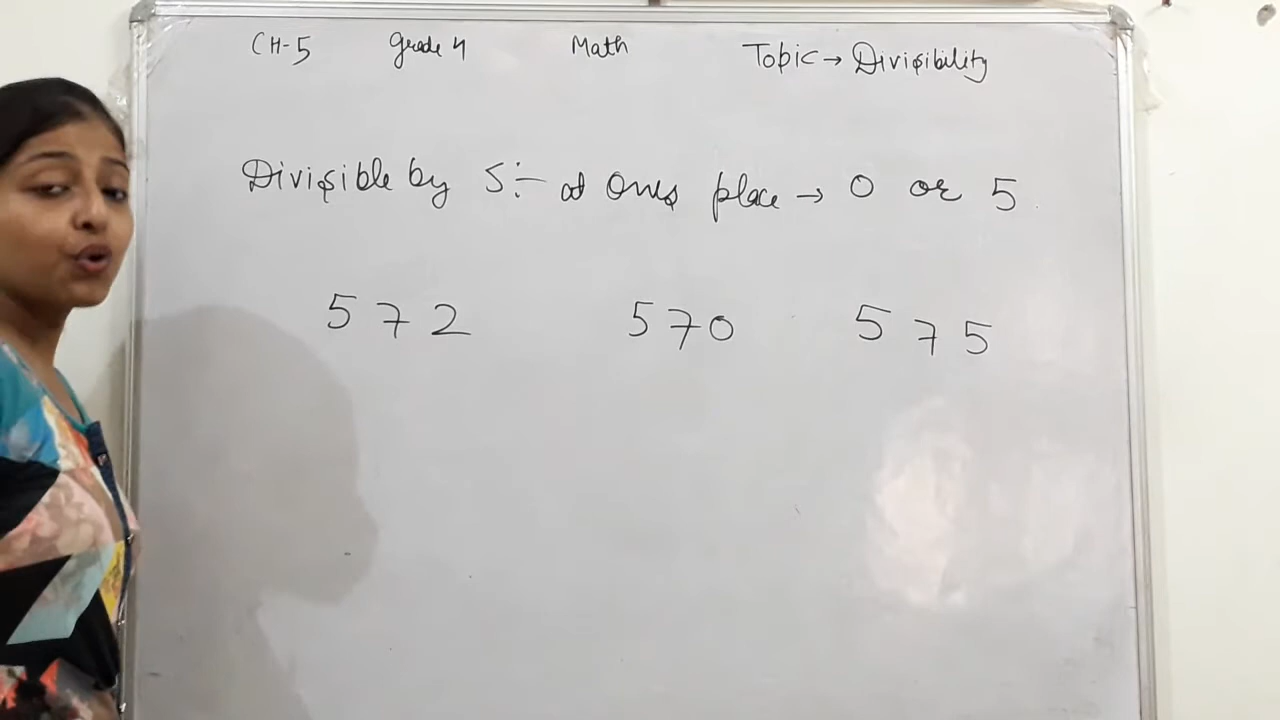 CH-5 Grade 4 Math Topic → Divisibility
Divisible by 5:- at ones place → 0 or 5
572 570 575